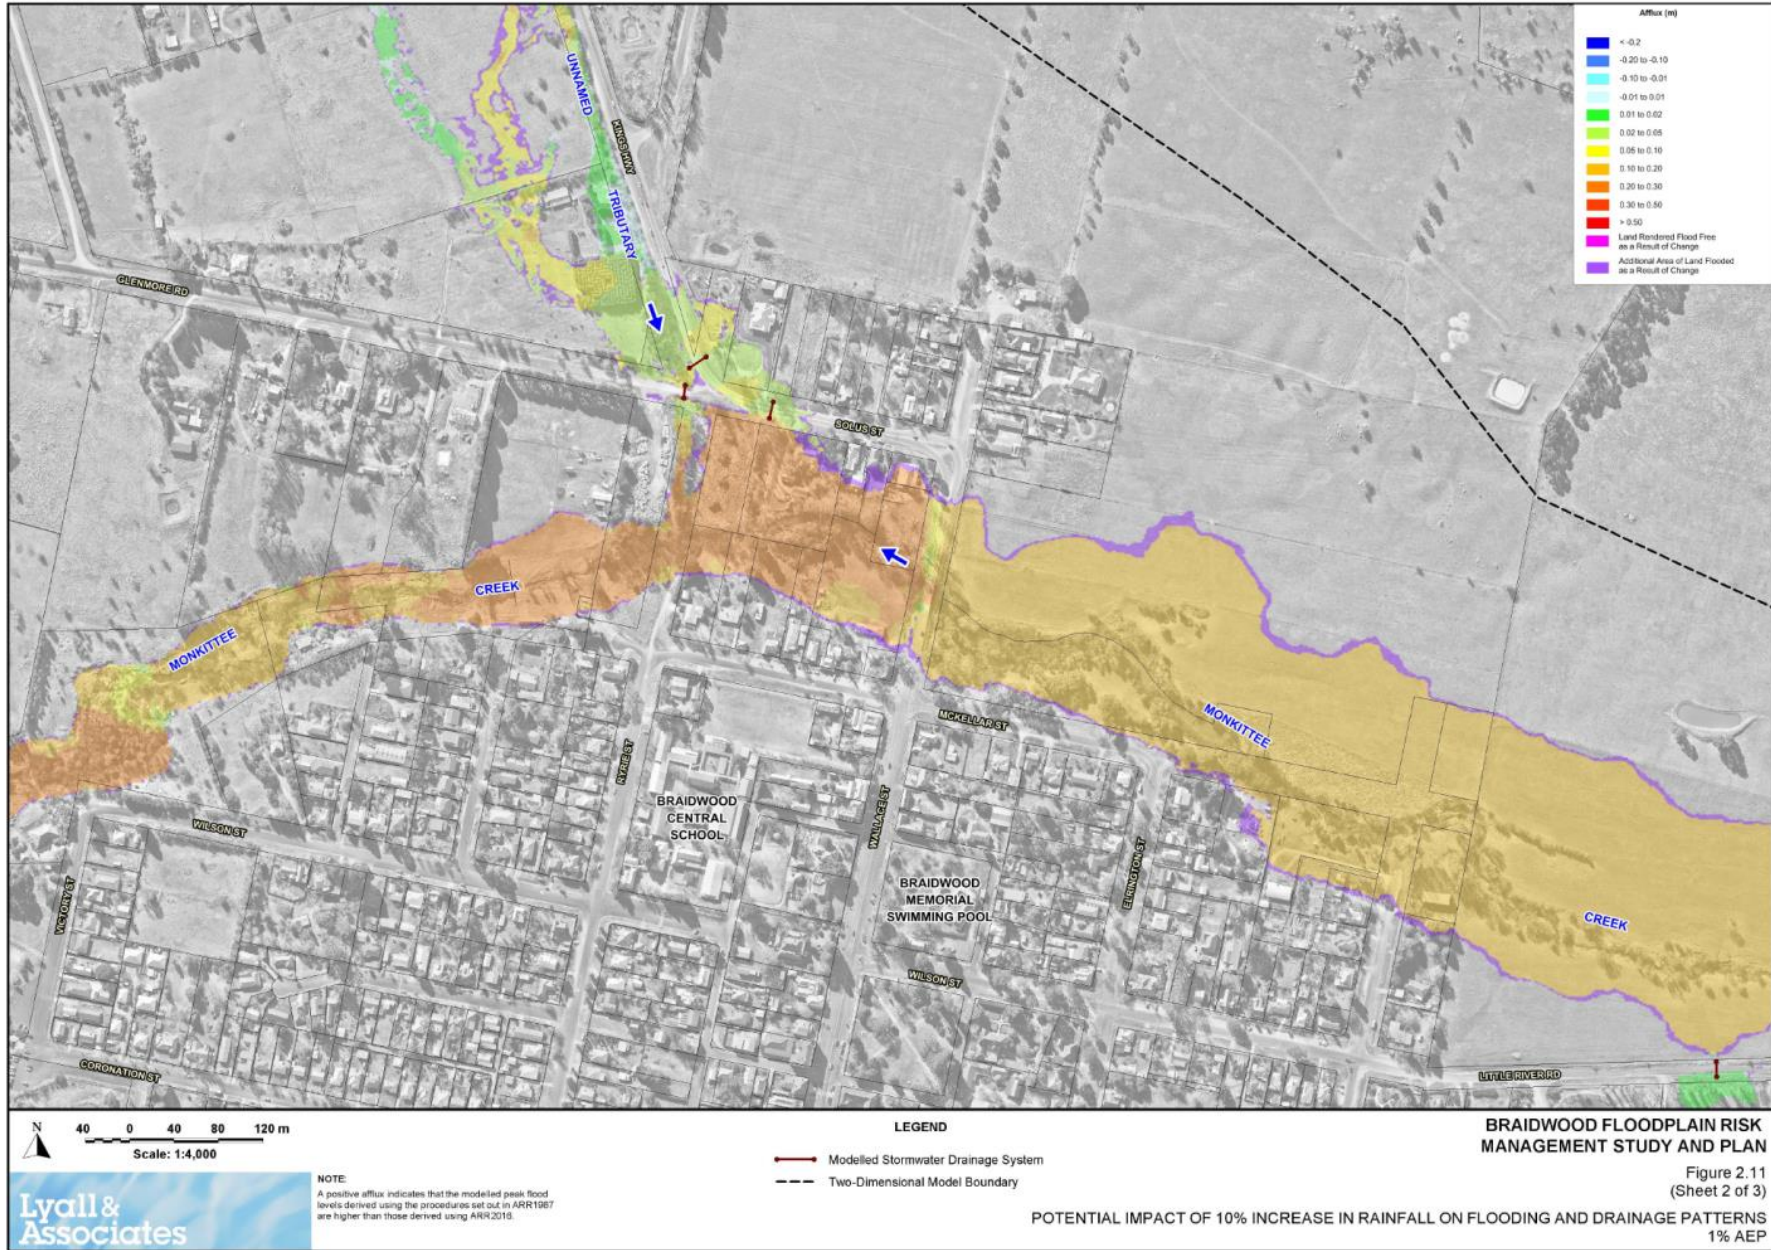 Afflux (m)
< -0.2
-0.20 to -0.10
-0.10 to -0.01
-0.01 to 0.01
0.01 to 0.02
0.02 to 0.05
0.05 to 0.10
0.10 to 0.20
0.20 to 0.30
0.30 to 0.50
> 0.50
Land Rendered Flood Free
as a Result of Change
Additional Area of Land Flooded
as a Result of Change
UNNAMED
KINGS HWY
TRIBUTARY
GLENMORE RD
SOLUS ST
CREEK
MONKITTEE
MONKITTEE
MCKELLAR ST
RYRIE ST
BRAIDWOOD
CENTRAL
SCHOOL
WALLACE ST
WILSON ST
BRAIDWOOD
MEMORIAL
SWIMMING POOL
ELRINGTON ST
VICTORY ST
CREEK
WILSON ST
CORONATION ST
LITTLE RIVER RD
N
40 0 40 80 120 m
Scale: 1:4,000
Lyall &
Associates
NOTE:
A positive afflux indicates that the modelled peak flood
levels derived using the procedures set out in ARR1987
are higher than those derived using ARR2016.
LEGEND
Modelled Stormwater Drainage System
Two-Dimensional Model Boundary
BRAIDWOOD FLOODPLAIN RISK
MANAGEMENT STUDY AND PLAN
Figure 2.11
(Sheet 2 of 3)
POTENTIAL IMPACT OF 10% INCREASE IN RAINFALL ON FLOODING AND DRAINAGE PATTERNS
1% AEP